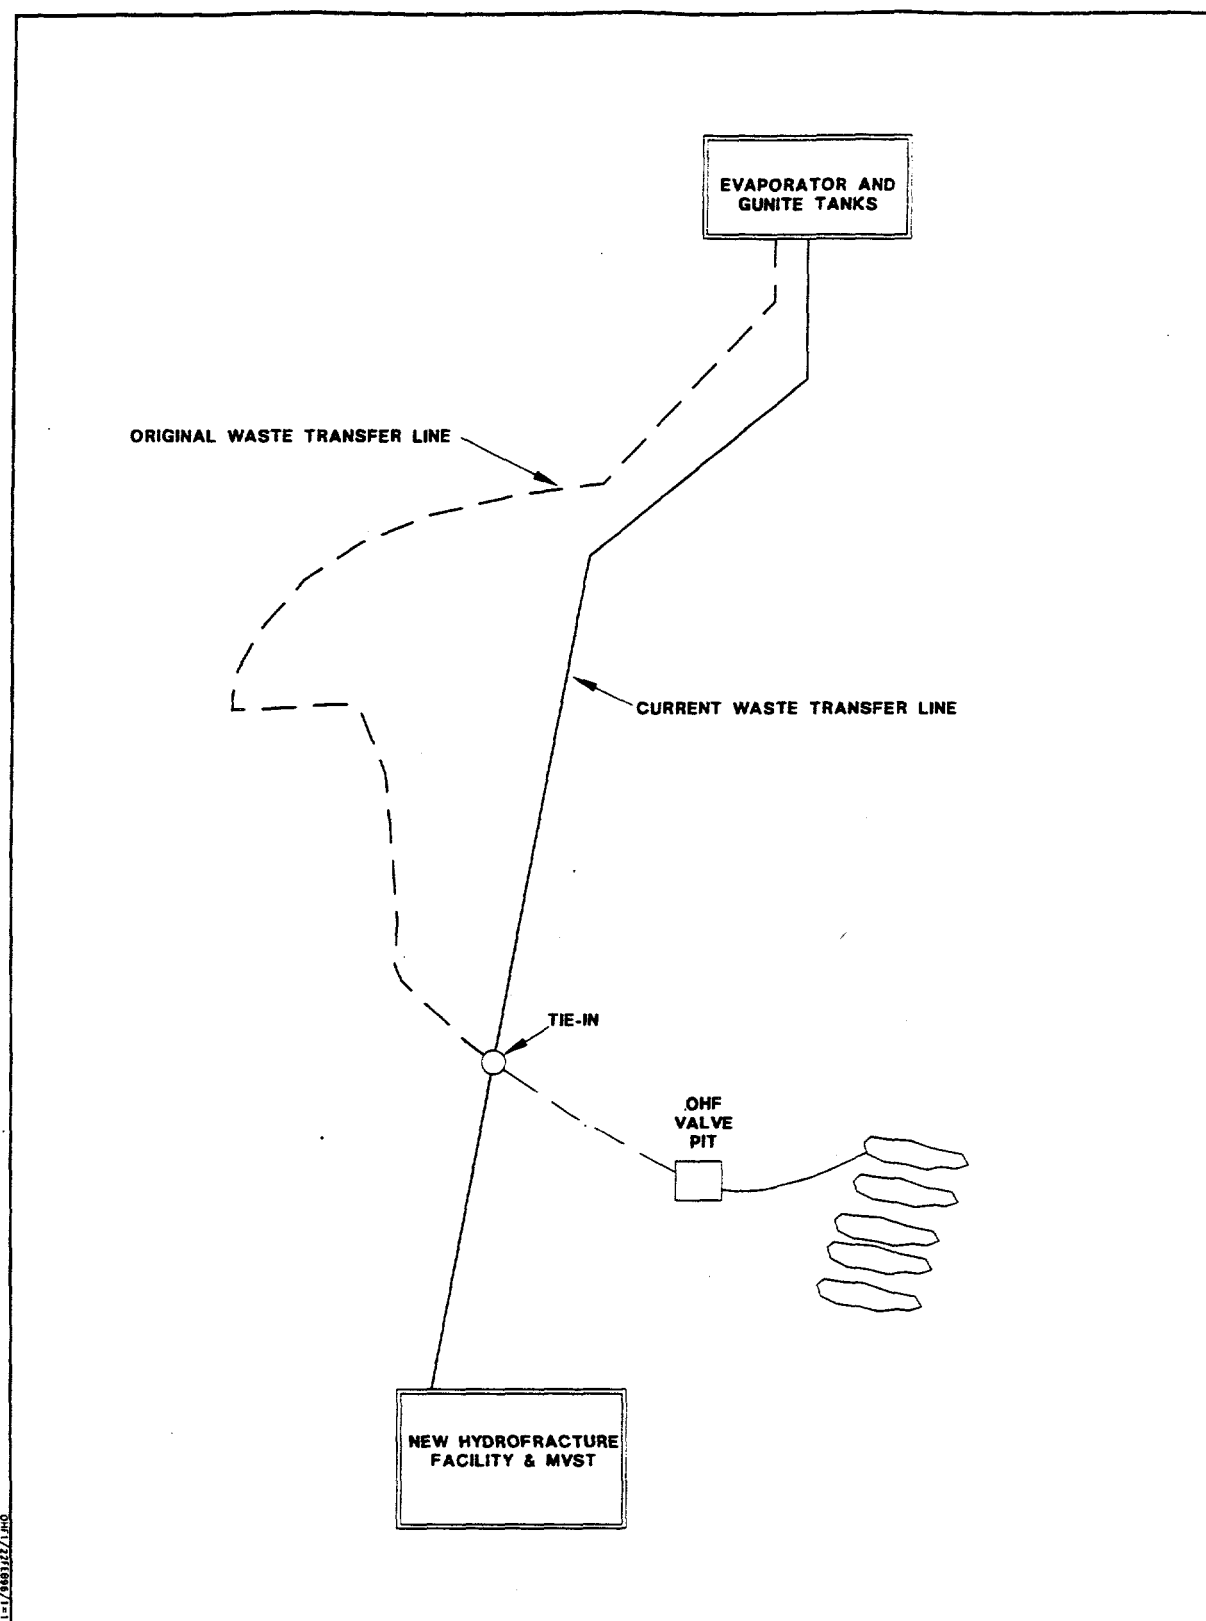 EVAPORATOR AND
GUNITE TANKS
ORIGINAL WASTE TRANSFER LINE
CURRENT WASTE TRANSFER LINE
TIE-IN
OHF
VALVE
PIT
NEW HYDROFRACTURE
FACILITY & MVST